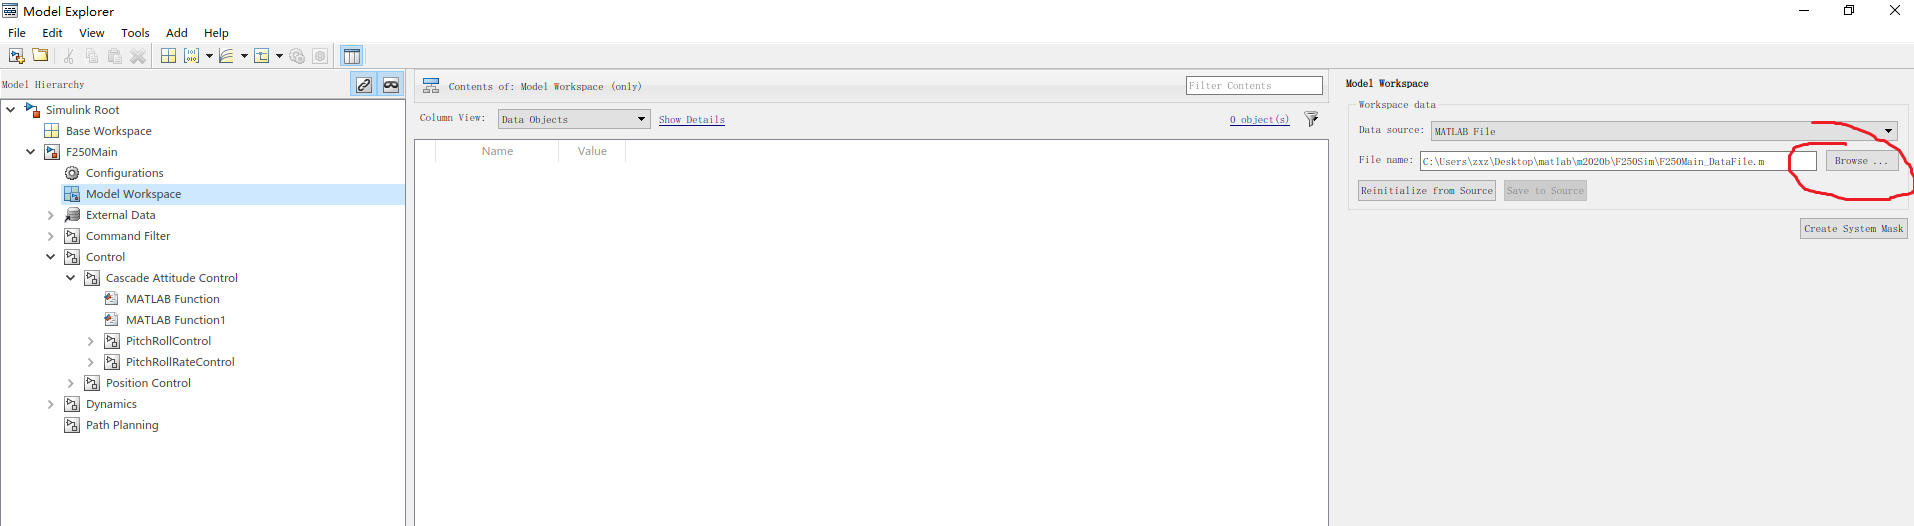 Model Explorer
File Edit View Tools Add Help
Model Hierarchy
Simulink Root
Base Workspace
F250Main
Configurations
Model Workspace
External Data
Command Filter
Control
Cascade Attitude Control
MATLAB Function
MATLAB Function1
PitchRollControl
PitchRollRateControl
Position Control
Dynamics
Path Planning
Contents of: Model Workspace (only)
Filter Contents
Column View: Data Objects Show Details 0 object(s)
Name Value
Model Workspace
Workspace data
Data source: MATLAB File
File name: C:\Users\zxz\Desktop\matlab\m2020b\F250Sim\F250Main_DataFile.m Browse ...
Reinitialize from Source Save to Source
Create System Mask